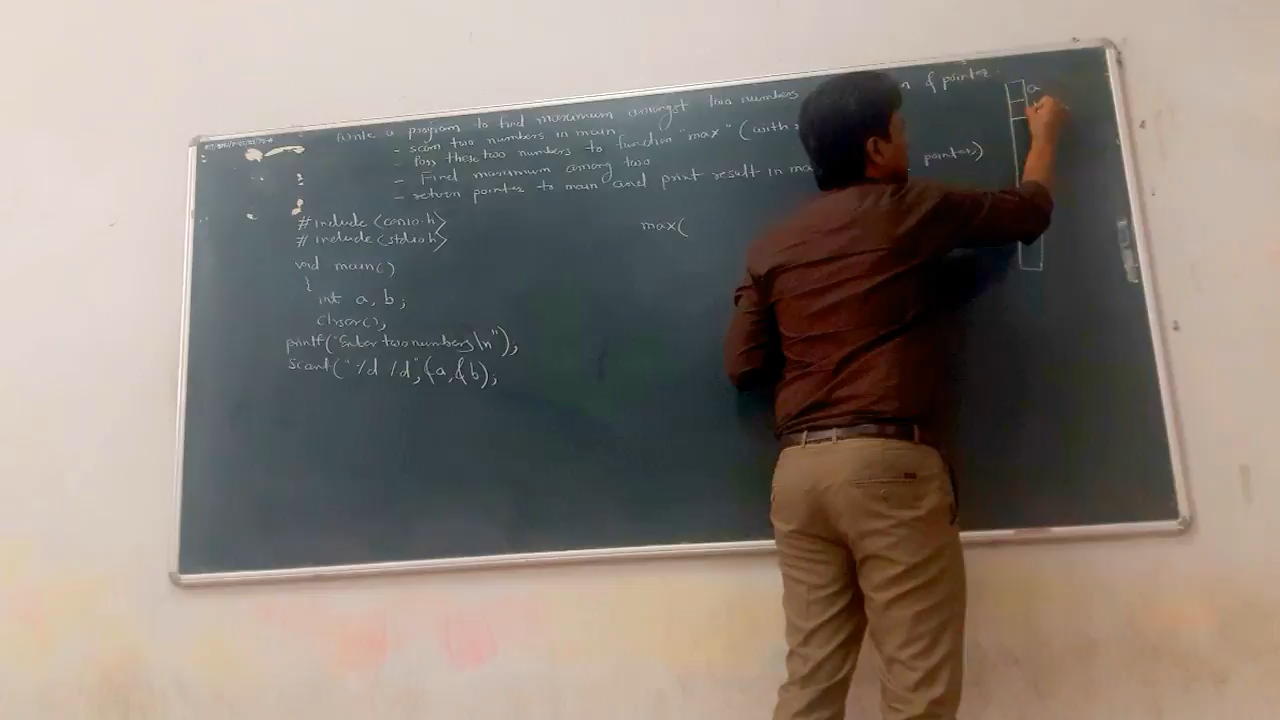 Write a program to find maximum amongst two numbers n & pointer.
- scan two numbers in main
- Pass these two numbers to function "max" (with
- Find maximum among two pointer)
- return pointer to main and print result in ma
# include <conio.h>
# include <stdio.h>
max(
void main()
{
int a, b;
clrscr();
printf("Enter two numbers\n");
scanf("%d %d",&a,&b);
a